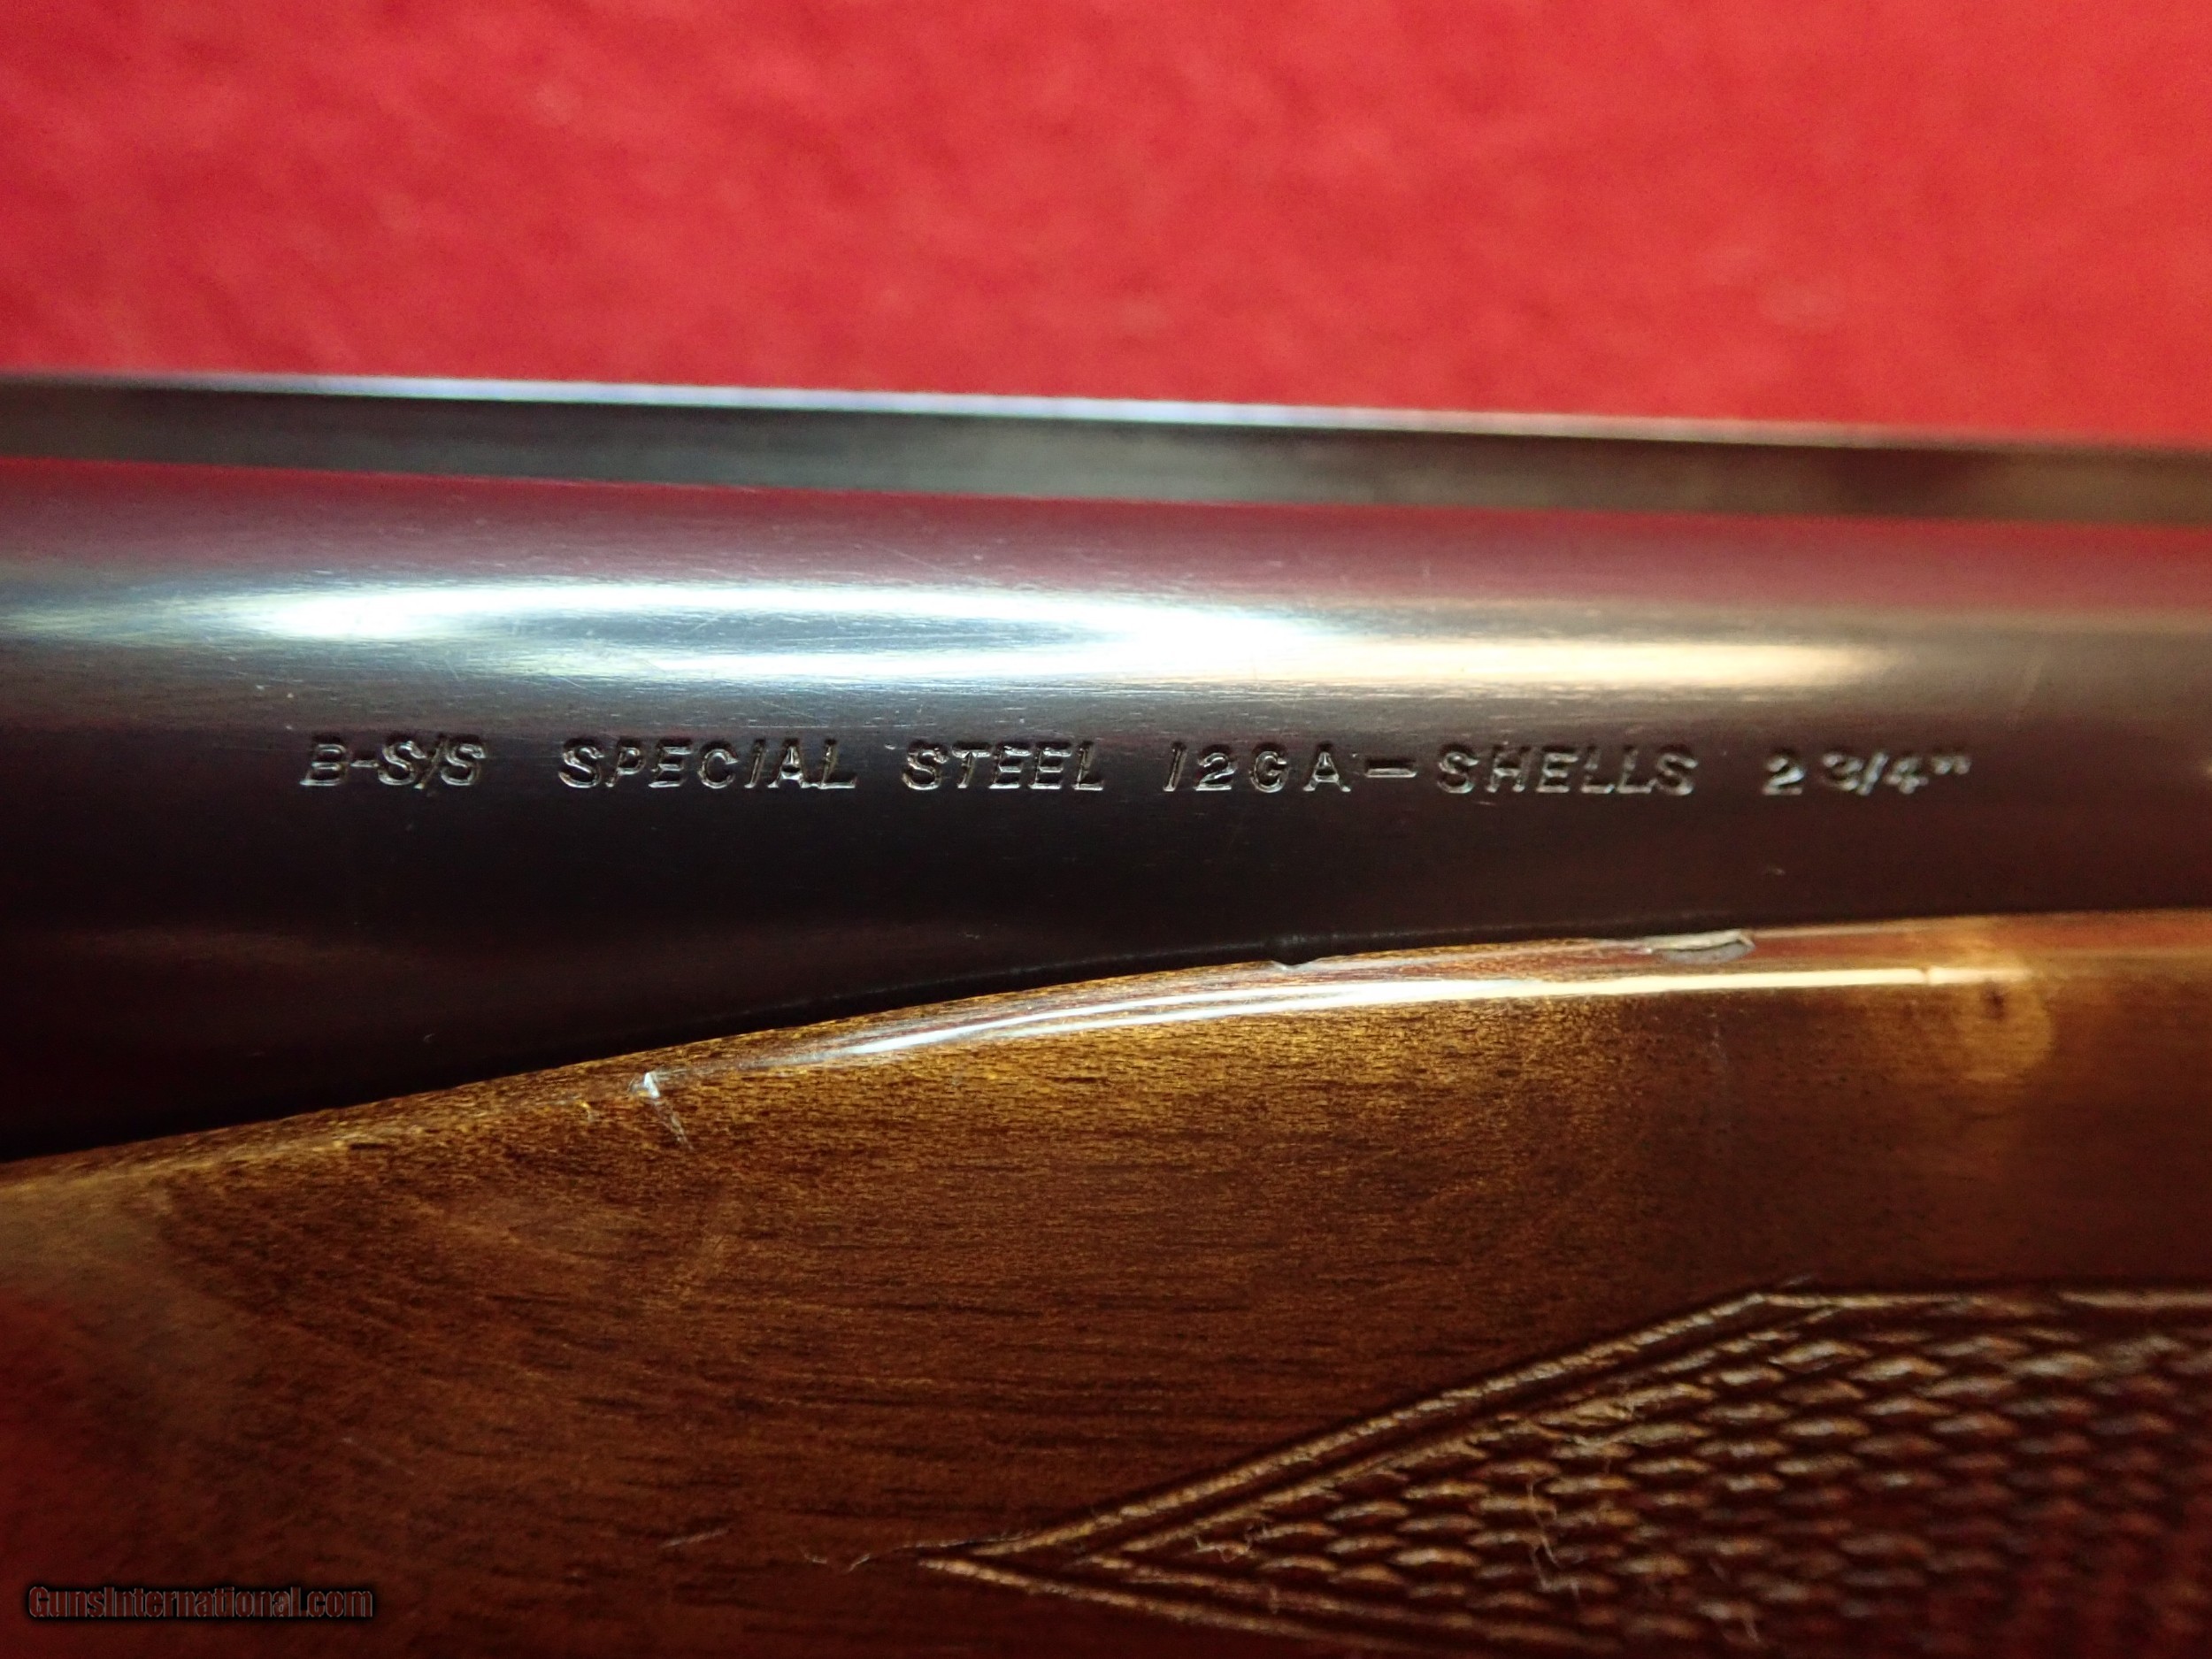 B-S/S SPECIAL STEEL 12GA-SHELLS 2 3/4"
GunsInternational.com